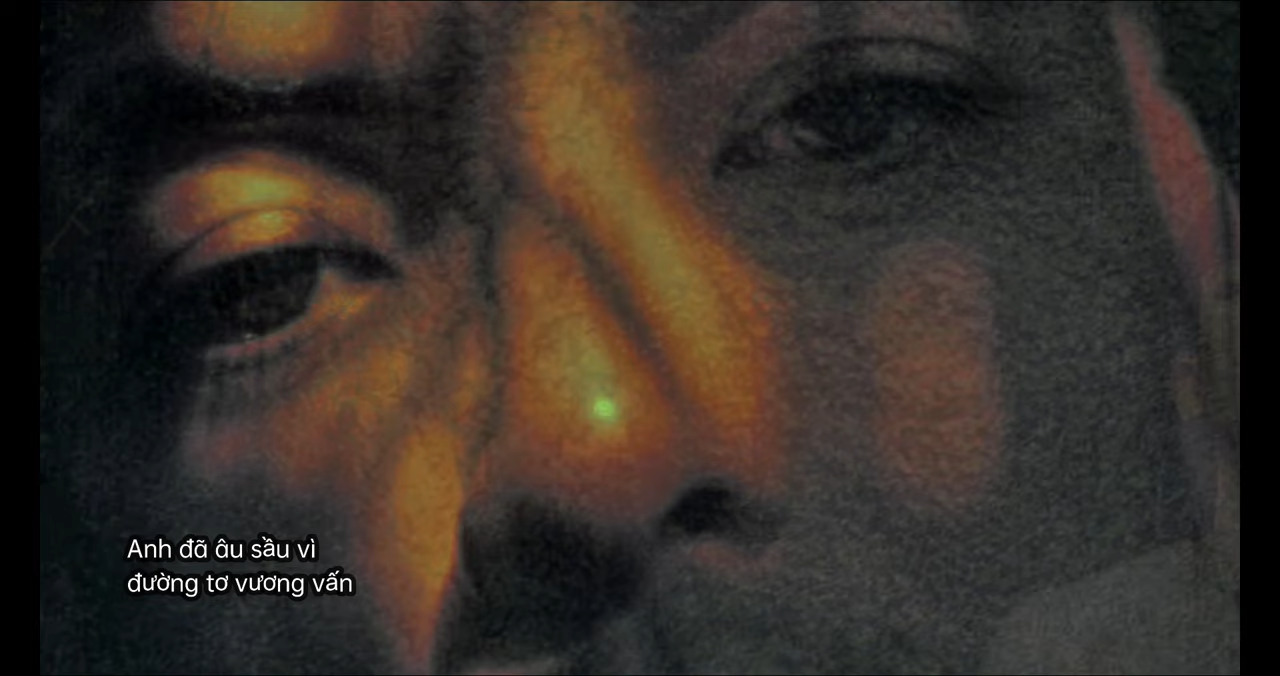 Anh đã âu sầu vì
đường tơ vương vấn